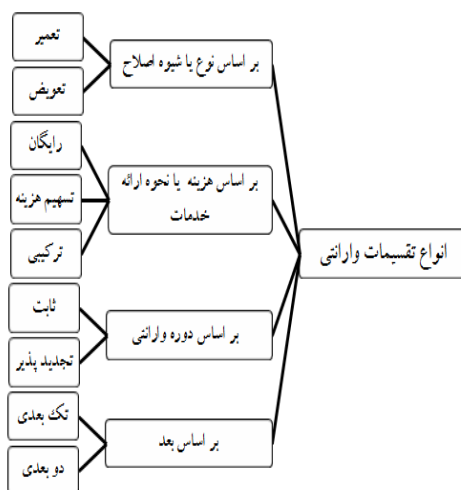 انواع تقسیمات وارانتی
بر اساس نوع یا شیوه اصلاح
تعمیر
تعویض
بر اساس هزینه یا نحوه ارائه
خدمات
رایگان
تسهیم هزینه
ترکیبی
بر اساس دوره وارانتی
ثابت
تجدید پذیر
بر اساس بعد
تک بعدی
دو بعدی